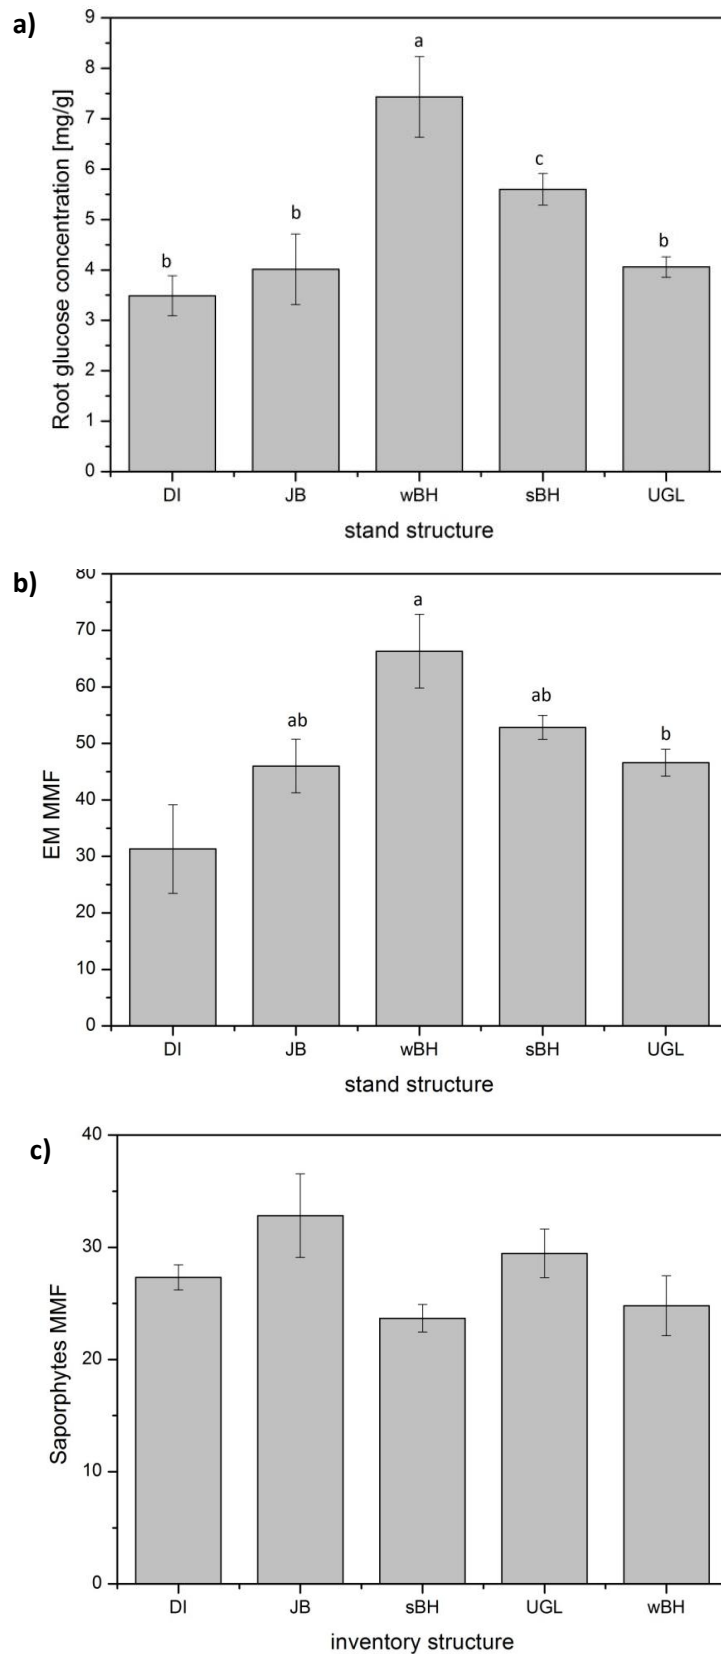 a)
Root glucose concentration [mg/g]
9
8
7
6
5
4
3
2
1
0
b
b
a
c
b
DI JB wBH sBH UGL
stand structure
b)
EM MMF
80
70
60
50
40
30
20
10
0
ab
a
ab
b
DI JB wBH sBH UGL
stand structure
c)
Saporphytes MMF
40
30
20
10
0
DI JB sBH UGL wBH
inventory structure